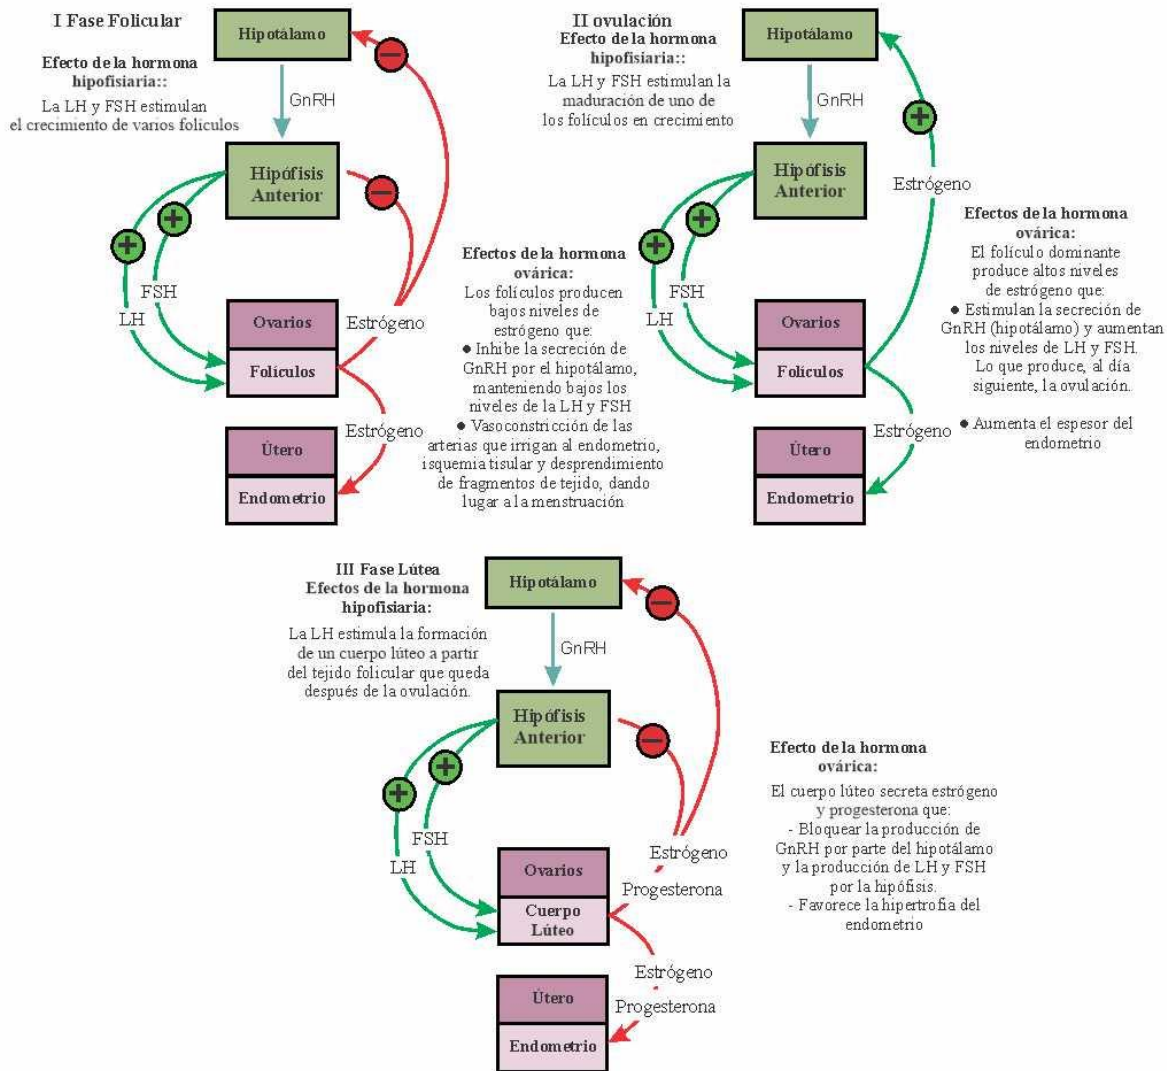 I Fase Folicular
Efecto de la hormona
hipofisiaria::
La LH y FSH estimulan
el crecimiento de varios folículos
Hipotálamo
GnRH
Hipófisis
Anterior
FSH
LH
Ovarios
Folículos
Estrógeno
Estrógeno
Útero
Endometrio
Efectos de la hormona
ovárica:
Los folículos producen
bajos niveles de
estrógeno que:
● Inhibe la secreción de
GnRH por el hipotálamo,
manteniendo bajos los
niveles de la LH y FSH
● Vasoconstricción de las
arterias que irrigan al endometrio,
isquemia tisular y desprendimiento
de fragmentos de tejido, dando
lugar a la menstruación
II ovulación
Efecto de la hormona
hipofisiaria::
La LH y FSH estimulan la
maduración de uno de
los folículos en crecimiento
Hipotálamo
GnRH
Hipófisis
Anterior
Estrógeno
FSH
LH
Ovarios
Folículos
Estrógeno
Útero
Endometrio
Efectos de la hormona
ovárica:
El folículo dominante
produce altos niveles
de estrógeno que:
● Estimulan la secreción de
GnRH (hipotálamo) y aumentan
los niveles de LH y FSH.
Lo que produce, al día
siguiente, la ovulación.
● Aumenta el espesor del
endometrio
III Fase Lútea
Efectos de la hormona
hipofisiaria:
La LH estimula la formación
de un cuerpo lúteo a partir
del tejido folicular que queda
después de la ovulación.
Hipotálamo
GnRH
Hipófisis
Anterior
FSH
LH
Ovarios
Cuerpo
Lúteo
Estrógeno
Progesterona
Estrógeno
Progesterona
Útero
Endometrio
Efecto de la hormona
ovárica:
El cuerpo lúteo secreta estrógeno
y progesterona que:
- Bloquear la producción de
GnRH por parte del hipotálamo
y la producción de LH y FSH
por la hipófisis.
- Favorece la hipertrofia del
endometrio